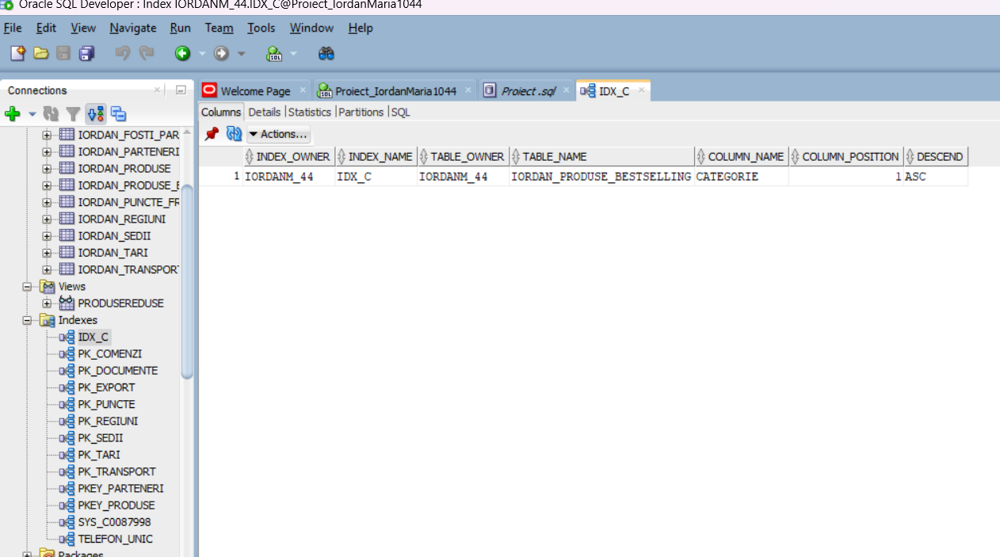 Oracle SQL Developer : Index IORDANM_44.IDX_C@Proiect_IordanMaria1044
File Edit View Navigate Run Team Tools Window Help
Connections
Welcome Page
Proiect_IordanMaria1044
Proiect.sql
IDX_C
Columns Details Statistics Partitions SQL
Actions...
INDEX_OWNER INDEX_NAME TABLE_OWNER TABLE_NAME COLUMN_NAME COLUMN_POSITION DESCEND
1 IORDANM_44 IDX_C IORDANM_44 IORDAN_PRODUSE_BESTSELLING CATEGORIE 1 ASC
IORDAN_FOSTI_PAR
IORDAN_PARTENERI
IORDAN_PRODUSE
IORDAN_PRODUSE_E
IORDAN_PUNCTE_FR
IORDAN_REGIUNI
IORDAN_SEDII
IORDAN_TARI
IORDAN_TRANSPOR
Views
PRODUSEREDUSE
Indexes
IDX_C
PK_COMENZI
PK_DOCUMENTE
PK_EXPORT
PK_PUNCTE
PK_REGIUNI
PK_SEDII
PK_TARI
PK_TRANSPORT
PKEY_PARTENERI
PKEY_PRODUSE
SYS_C0087998
TELEFON_UNIC
Packages